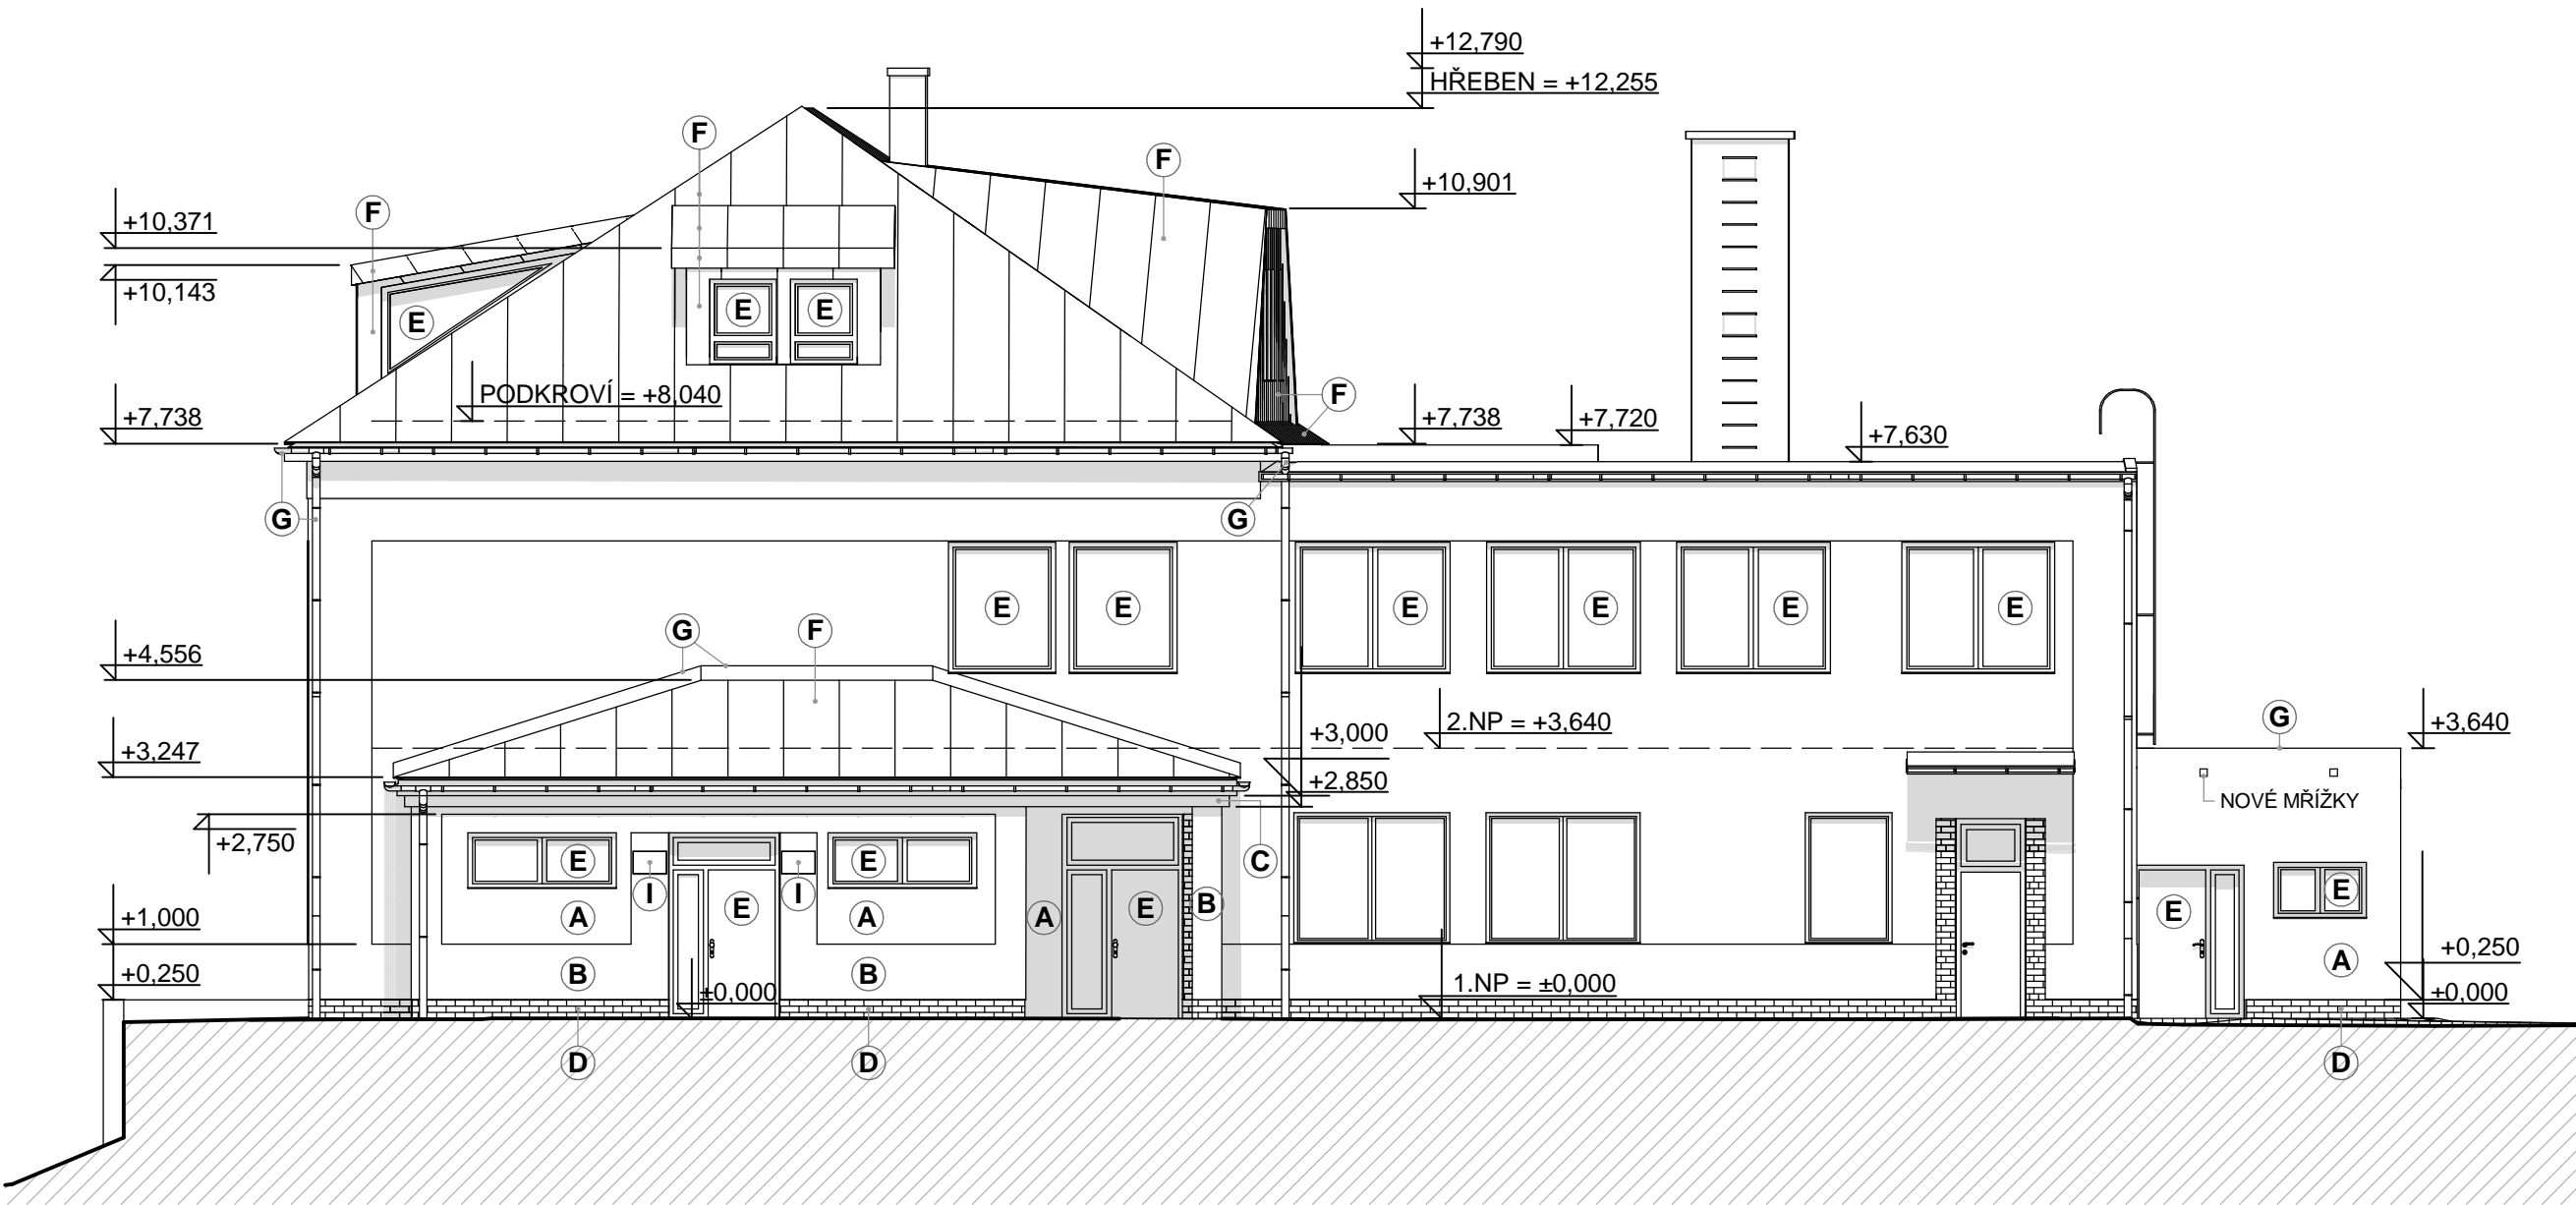 +12,790
HŘEBEN = +12,255
F
F
+10,901
F
+10,371
+10,143
E
E
E
PODKROVÍ = +8,040
F
+7,738
+7,738
+7,720
+7,630
G
G
E
E
E
E
E
E
G
F
+4,556
G
2.NP = +3,640
+3,640
+3,000
+3,247
+2,850
NOVÉ MŘÍŽKY
+2,750
E
I
I
E
C
E
A
E
A
A
E
B
E
+1,000
A
+0,250
B
B
+0,250
±0,000
1.NP = ±0,000
±0,000
D
D
D